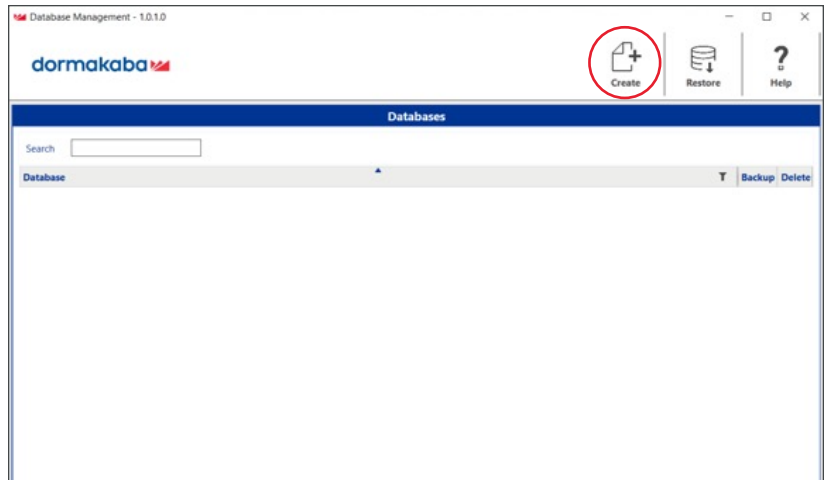 Database Management - 1.0.1.0
dormakaba
Create
Restore
?
Help
Databases
Search
Database
Backup Delete